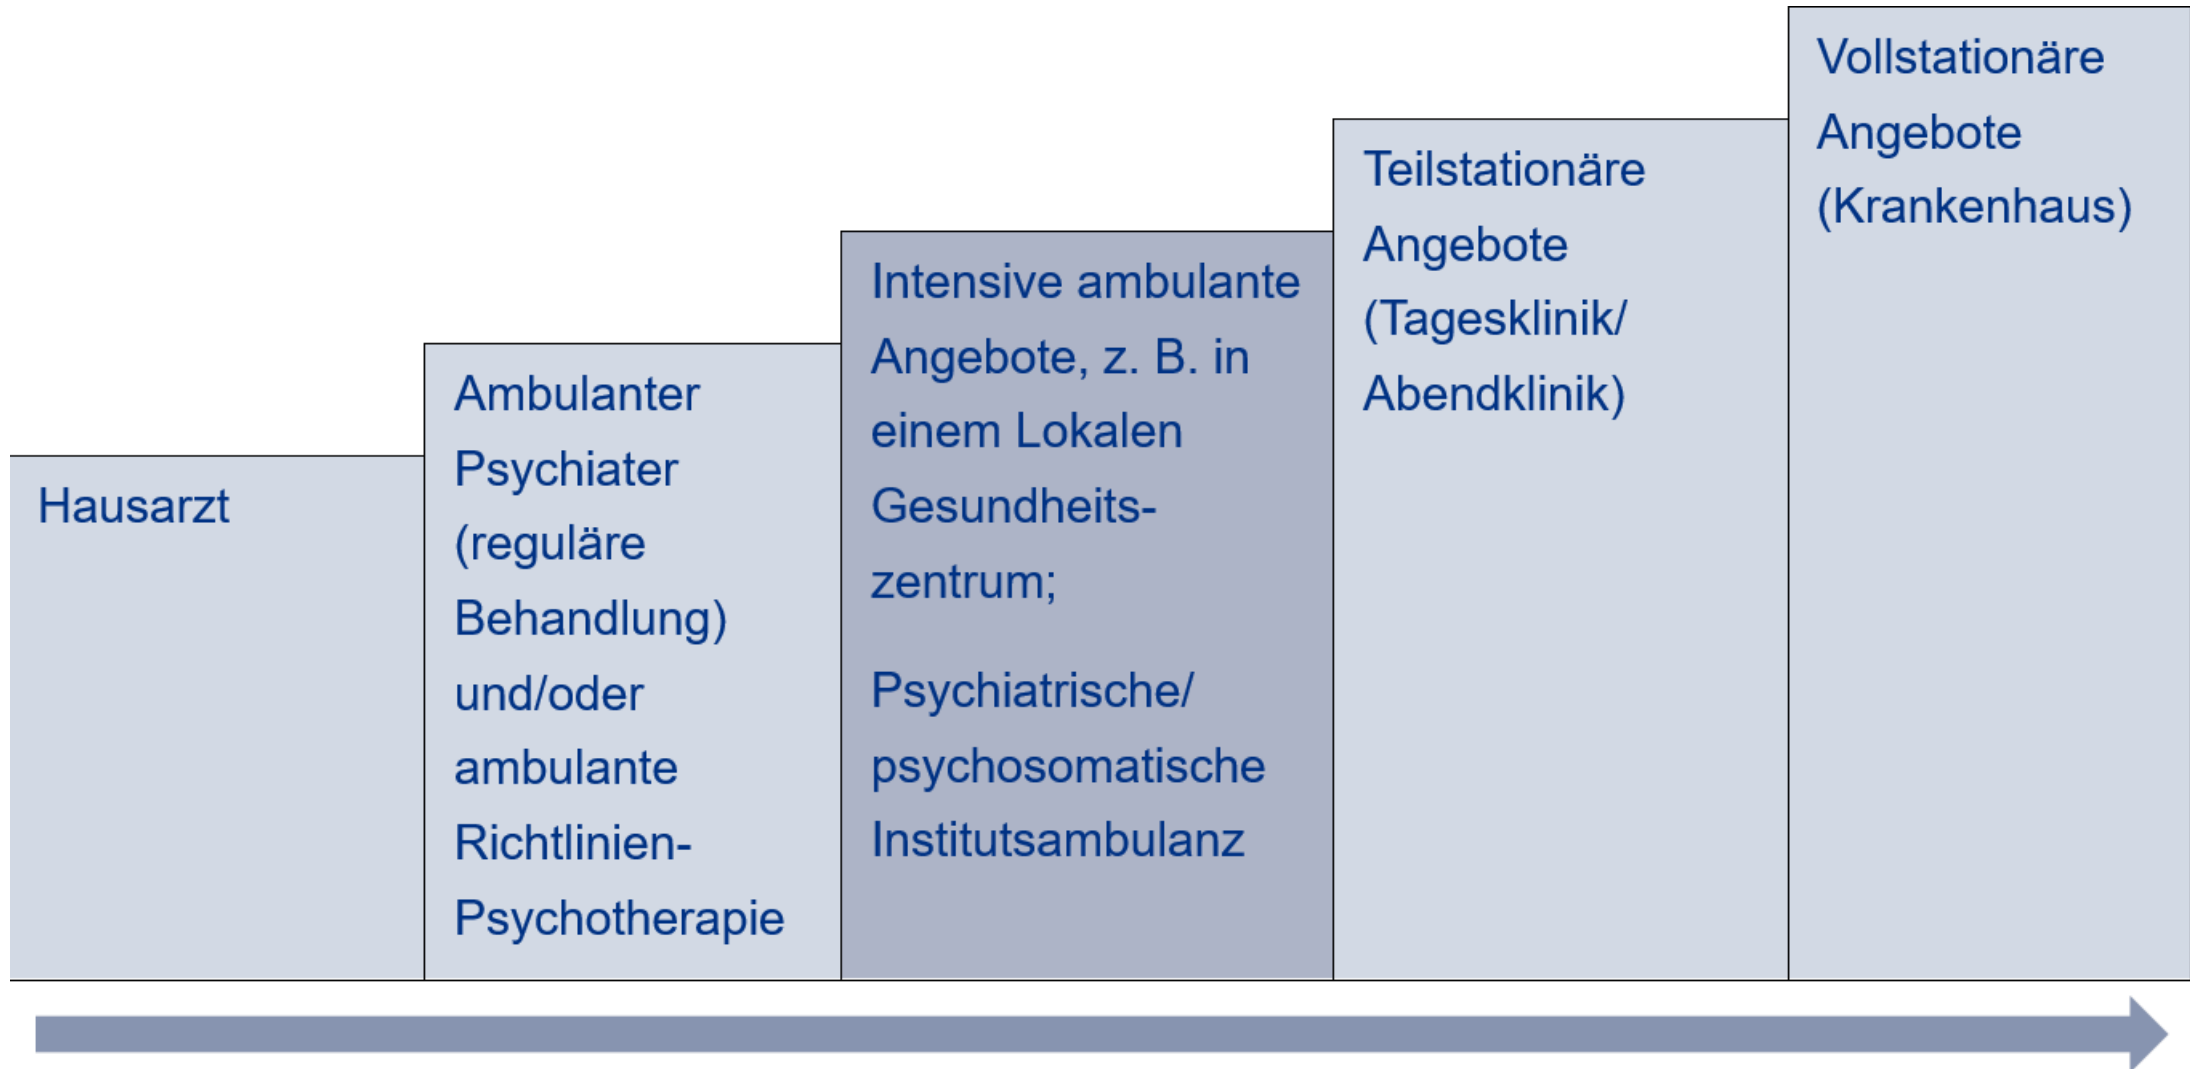 Hausarzt
Ambulanter
Psychiater
(reguläre
Behandlung)
und/oder
ambulante
Richtlinien-
Psychotherapie
Intensive ambulante
Angebote, z. B. in
einem Lokalen
Gesundheits-
zentrum;
Psychiatrische/
psychosomatische
Institutsambulanz
Teilstationäre
Angebote
(Tagesklinik/
Abendklinik)
Vollstationäre
Angebote
(Krankenhaus)